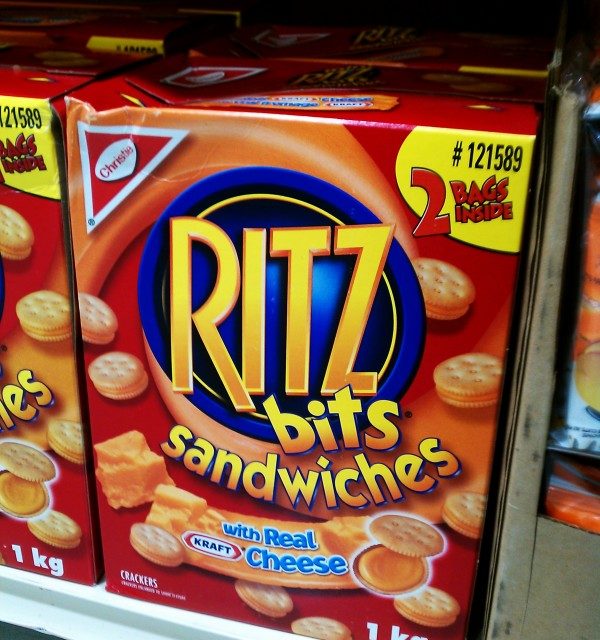 #121589
2 BAGS
INSIDE
Christie
®
RITZ
bits®
sandwiches
with Real
KRAFT Cheese
CRACKERS
1 kg
121589
AGS
INSIDE
es
1 kg